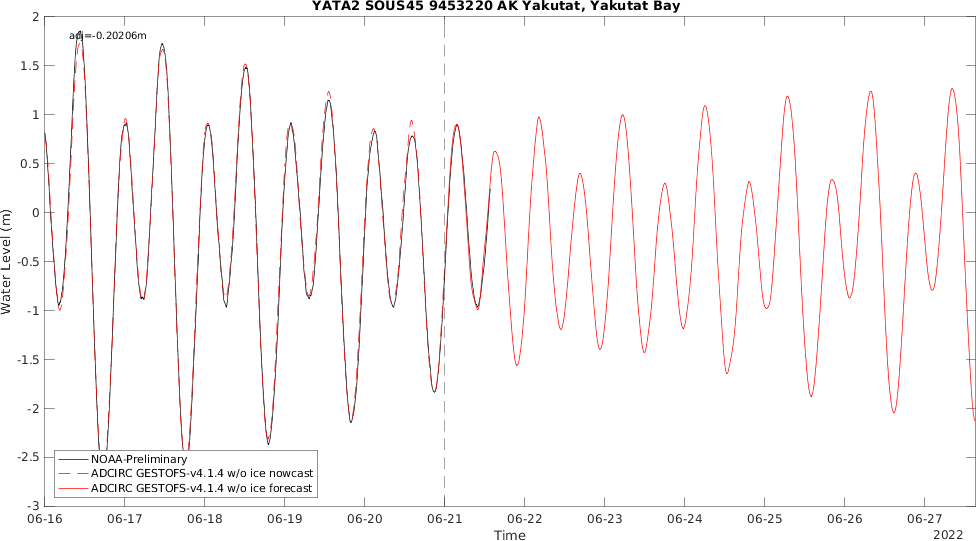 YATA2 SOUS45 9453220 AK Yakutat, Yakutat Bay
adj=-0.20206m
2
1.5
1
0.5
0
-0.5
-1
-1.5
-2
-2.5
-3
Water Level (m)
NOAA-Preliminary
ADCIRC GESTOFS-v4.1.4 w/o ice nowcast
ADCIRC GESTOFS-v4.1.4 w/o ice forecast
06-16 06-17 06-18 06-19 06-20 06-21 06-22 06-23 06-24 06-25 06-26 06-27
Time
2022